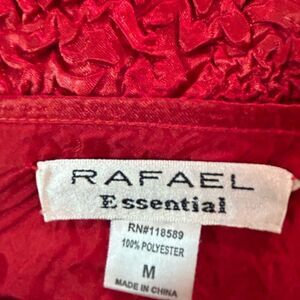 RAFAEL
Essential
RN#118589
100% POLYESTER
M
MADE IN CHINA